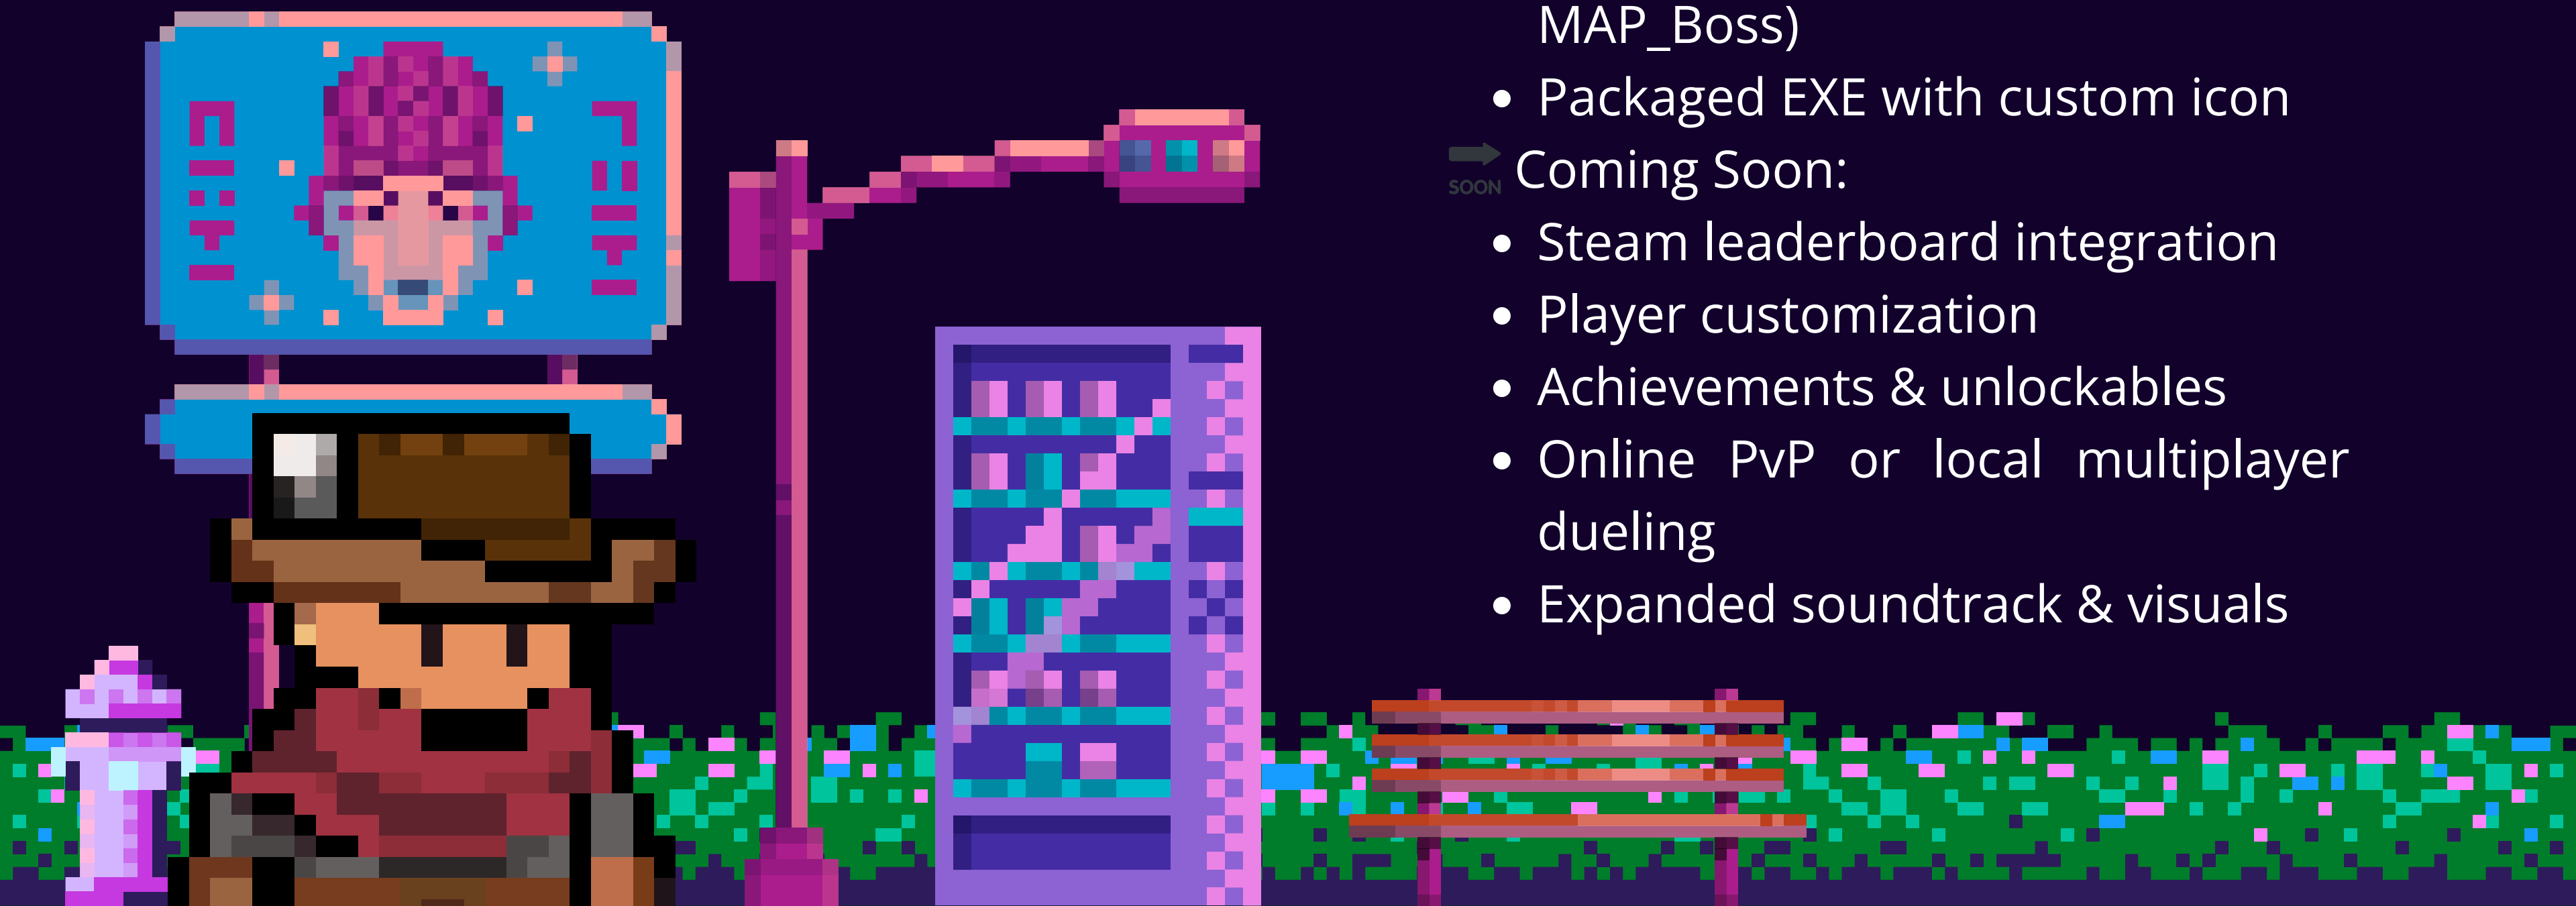 MAP_Boss)
• Packaged EXE with custom icon
🔜 Coming Soon:
• Steam leaderboard integration
• Player customization
• Achievements & unlockables
• Online PvP or local multiplayer
dueling
• Expanded soundtrack & visuals